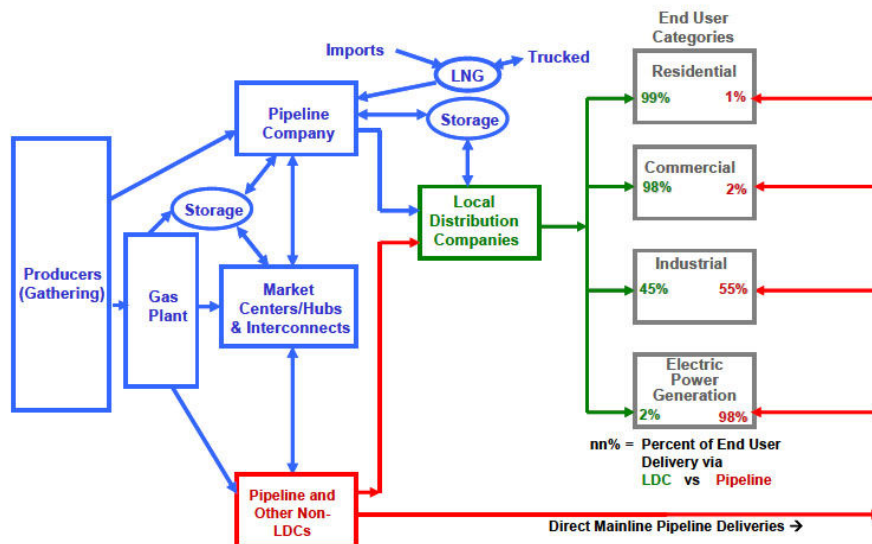 End User
Categories
Imports
LNG
Trucked
Residential
99%
1%
Pipeline
Company
Storage
Commercial
98%
2%
Storage
Local
Distribution
Companies
Producers
(Gathering)
Gas
Plant
Market
Centers/Hubs
& Interconnects
Industrial
45%
55%
Electric
Power
Generation
2%
98%
nn% = Percent of End User
Delivery via
LDC vs Pipeline
Pipeline and
Other Non-
LDCs
Direct Mainline Pipeline Deliveries →